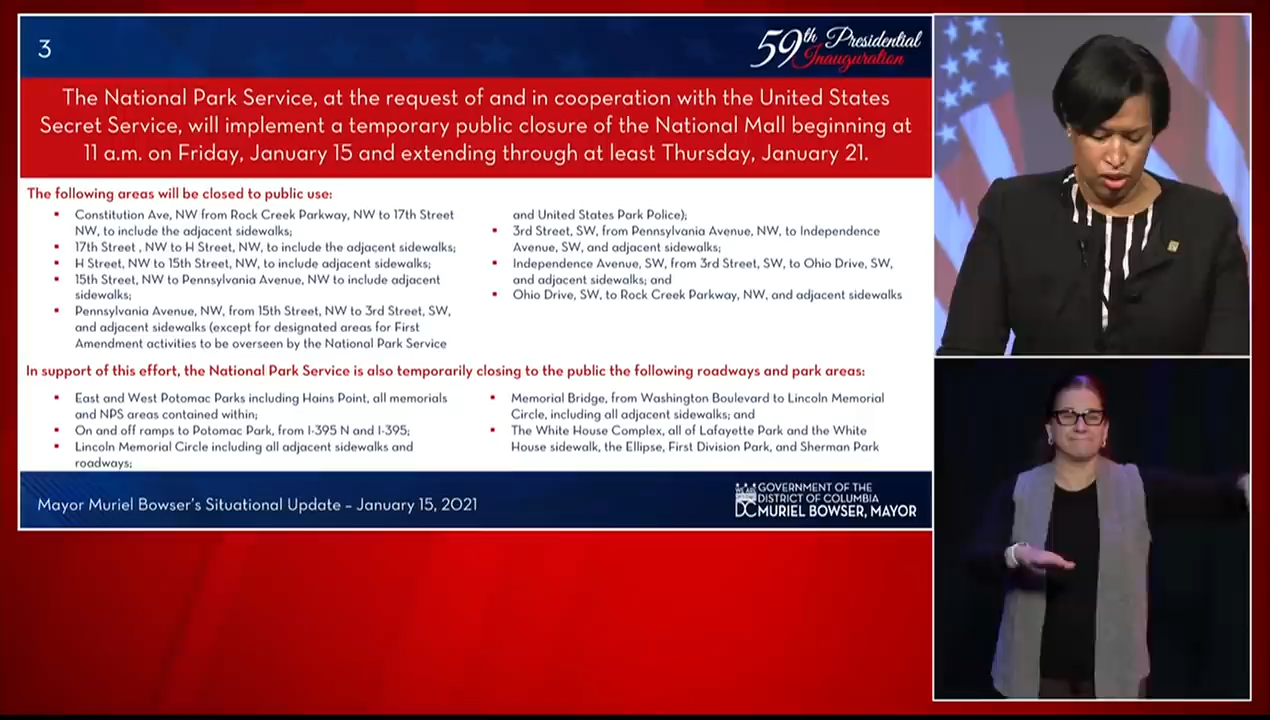 3
59th Presidential
Inauguration
The National Park Service, at the request of and in cooperation with the United States
Secret Service, will implement a temporary public closure of the National Mall beginning at
11 a.m. on Friday, January 15 and extending through at least Thursday, January 21.
The following areas will be closed to public use:
▪ Constitution Ave, NW from Rock Creek Parkway, NW to 17th Street
NW, to include the adjacent sidewalks;
▪ 17th Street , NW to H Street, NW, to include the adjacent sidewalks;
▪ H Street, NW to 15th Street, NW, to include adjacent sidewalks;
▪ 15th Street, NW to Pennsylvania Avenue, NW to include adjacent
sidewalks;
▪ Pennsylvania Avenue, NW, from 15th Street, NW to 3rd Street, SW,
and adjacent sidewalks (except for designated areas for First
Amendment activities to be overseen by the National Park Service
and United States Park Police);
▪ 3rd Street, SW, from Pennsylvania Avenue, NW, to Independence
Avenue, SW, and adjacent sidewalks;
▪ Independence Avenue, SW, from 3rd Street, SW, to Ohio Drive, SW,
and adjacent sidewalks; and
▪ Ohio Drive, SW, to Rock Creek Parkway, NW, and adjacent sidewalks
In support of this effort, the National Park Service is also temporarily closing to the public the following roadways and park areas:
▪ East and West Potomac Parks including Hains Point, all memorials
and NPS areas contained within;
▪ On and off ramps to Potomac Park, from I-395 N and I-395;
▪ Lincoln Memorial Circle including all adjacent sidewalks and
roadways;
▪ Memorial Bridge, from Washington Boulevard to Lincoln Memorial
Circle, including all adjacent sidewalks; and
▪ The White House Complex, all of Lafayette Park and the White
House sidewalk, the Ellipse, First Division Park, and Sherman Park
Mayor Muriel Bowser's Situational Update – January 15, 2021
WE ARE
DC
GOVERNMENT OF THE
DISTRICT OF COLUMBIA
MURIEL BOWSER, MAYOR